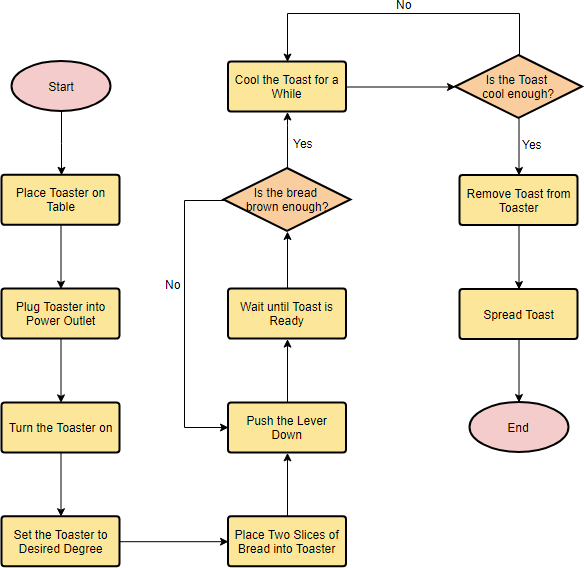 Start
Place Toaster on
Table
Plug Toaster into
Power Outlet
Turn the Toaster on
Set the Toaster to
Desired Degree
Place Two Slices of
Bread into Toaster
Push the Lever
Down
Wait until Toast is
Ready
Is the bread
brown enough?
No
Yes
Cool the Toast for a
While
Is the Toast
cool enough?
No
Yes
Remove Toast from
Toaster
Spread Toast
End